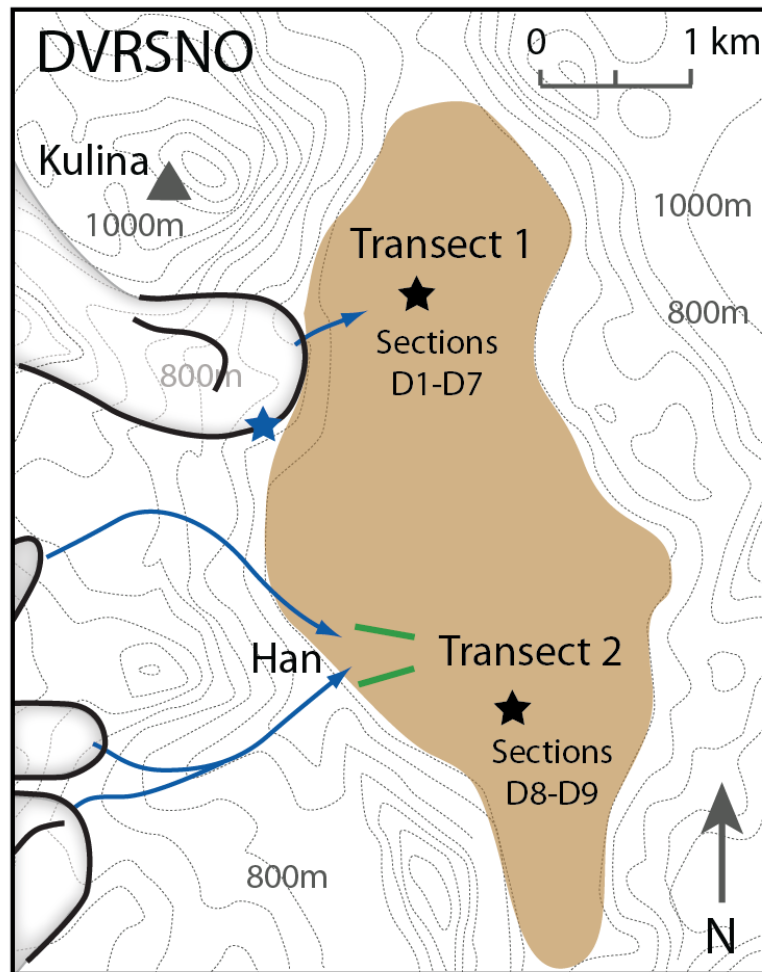 DVRSNO
0 1 km
Kulina
1000m
1000m
Transect 1
800m
Sections
D1-D7
800m
Han
Transect 2
Sections
D8-D9
800m
N